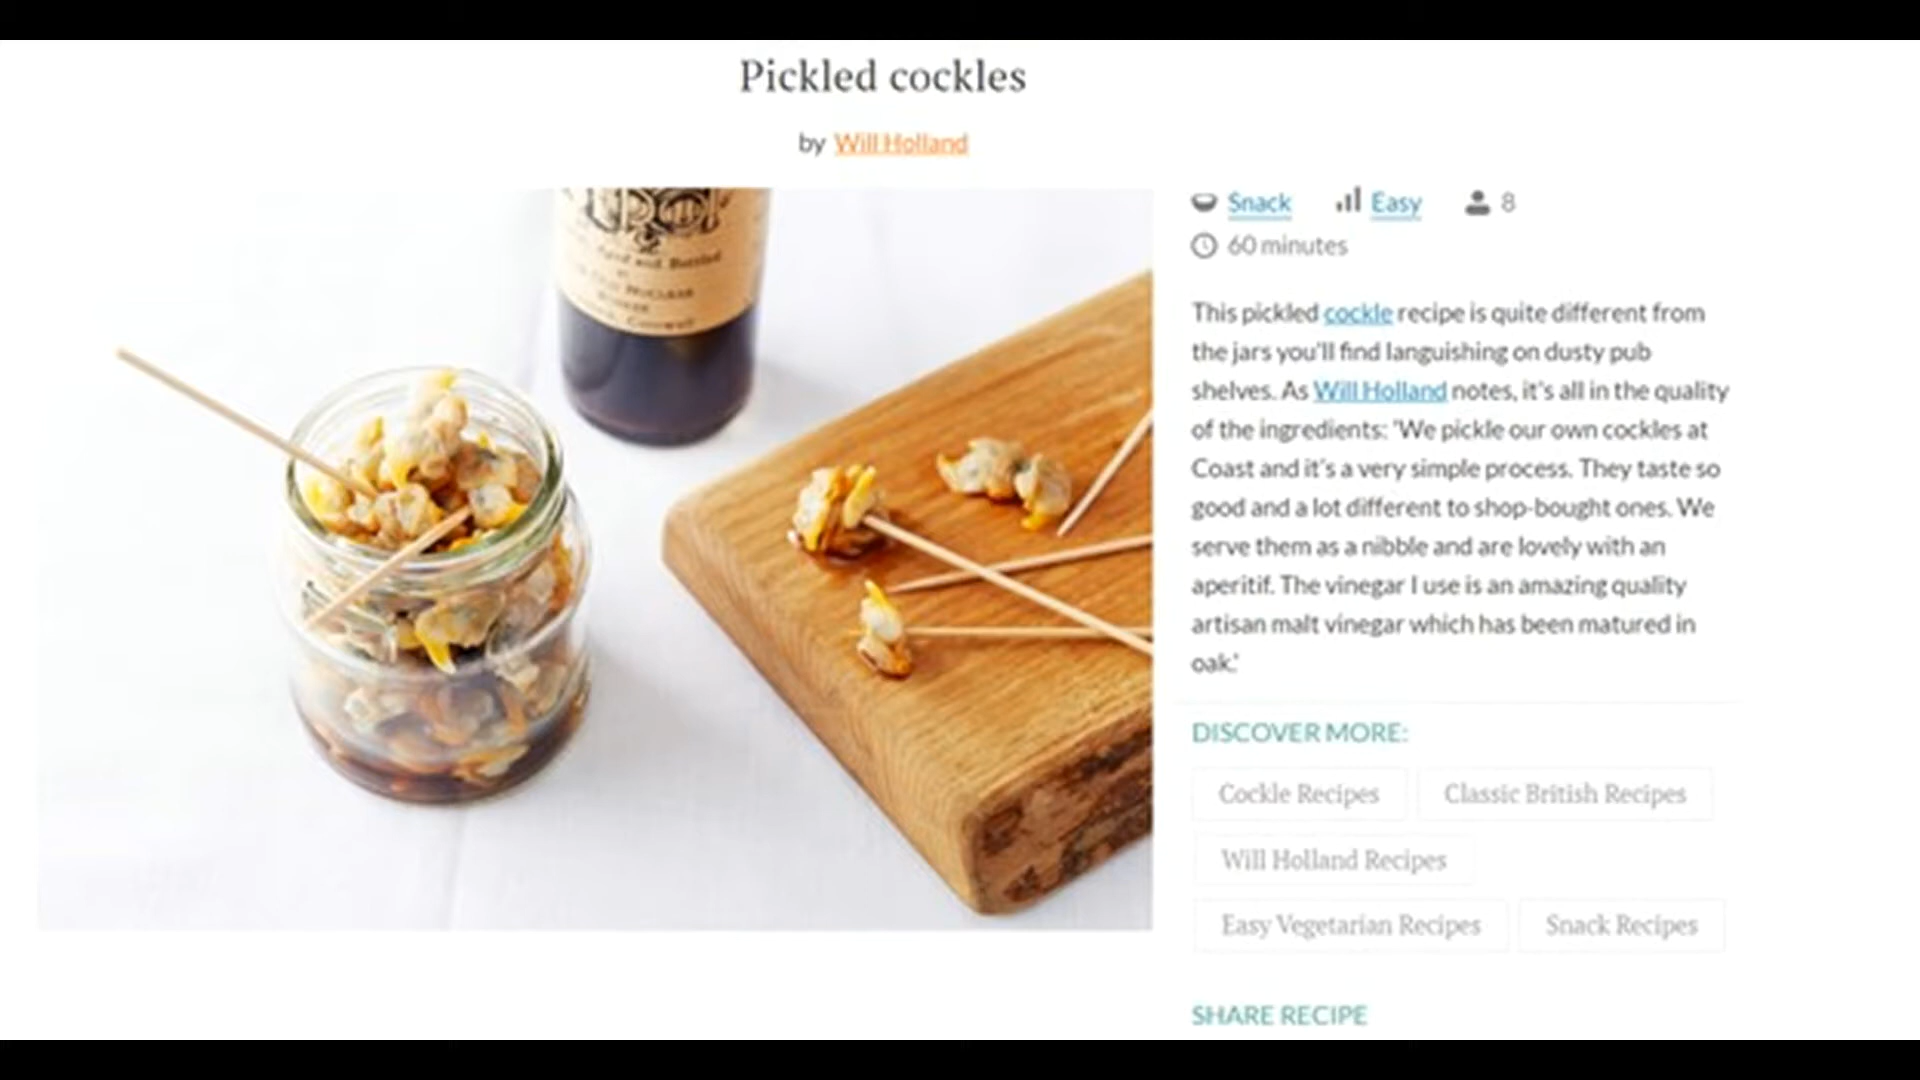 Pickled cockles
by Will Holland
Aged and Bottled
Snack Easy 8
60 minutes
This pickled cockle recipe is quite different from
the jars you'll find languishing on dusty pub
shelves. As Will Holland notes, it's all in the quality
of the ingredients: 'We pickle our own cockles at
Coast and it's a very simple process. They taste so
good and a lot different to shop-bought ones. We
serve them as a nibble and are lovely with an
aperitif. The vinegar I use is an amazing quality
artisan malt vinegar which has been matured in
oak.'
DISCOVER MORE:
Cockle Recipes Classic British Recipes
Will Holland Recipes
Easy Vegetarian Recipes Snack Recipes
SHARE RECIPE